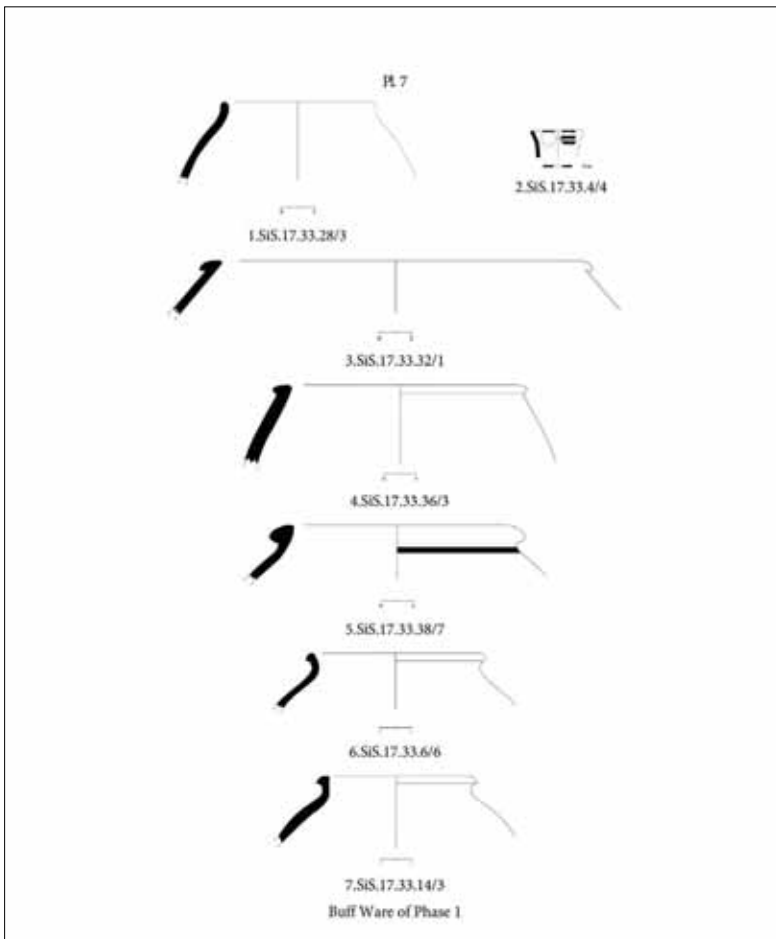 Pl. 7
2.SiS.17.33.4/4
1.SiS.17.33.28/3
3.SiS.17.33.32/1
4.SiS.17.33.36/3
5.SiS.17.33.38/7
6.SiS.17.33.6/6
7.SiS.17.33.14/3
Buff Ware of Phase 1